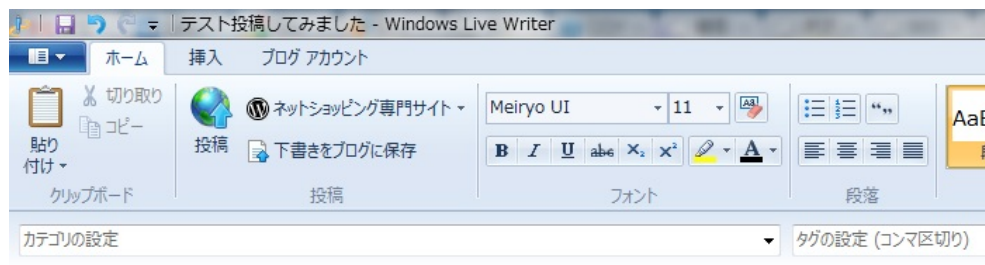 テスト投稿してみました - Windows Live Writer
ホーム 挿入 ブログ アカウント
貼り
付け
切り取り
コピー
クリップボード
投稿
ネットショッピング専門サイト
下書きをブログに保存
投稿
Meiryo UI 11
B I U abc X₂ X² A
フォント
段落
AaB
カテゴリの設定
タグの設定 (コンマ区切り)